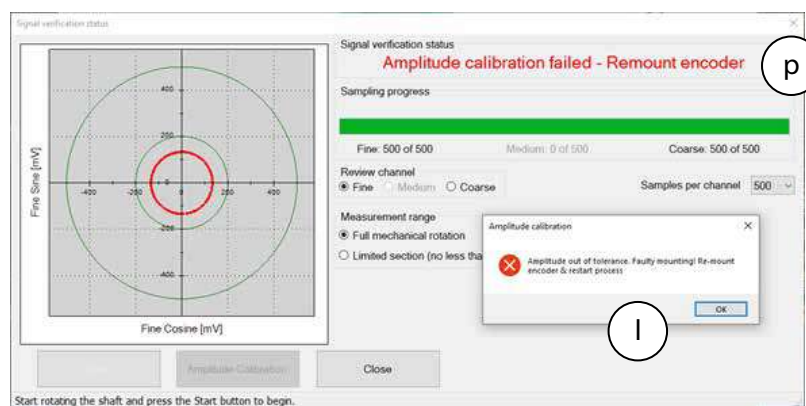 Signal verification status
Signal verification status
Amplitude calibration failed - Remount encoder
p
Sampling progress
Fine: 500 of 500 Medium: 0 of 500 Coarse: 500 of 500
Review channel
Fine Medium Coarse
Samples per channel 500
Measurement range
Full mechanical rotation
Limited section (no less tha
Amplitude calibration
Amplitude out of tolerance. Faulty mounting! Re-mount
encoder & restart prosess
OK
l
Fine Sine [mV]
400
200
-400 -200 0 200 400
-200
-400
Fine Cosine [mV]
Amplitude Calibration
Close
Start rotating the shaft and press the Start button to begin.